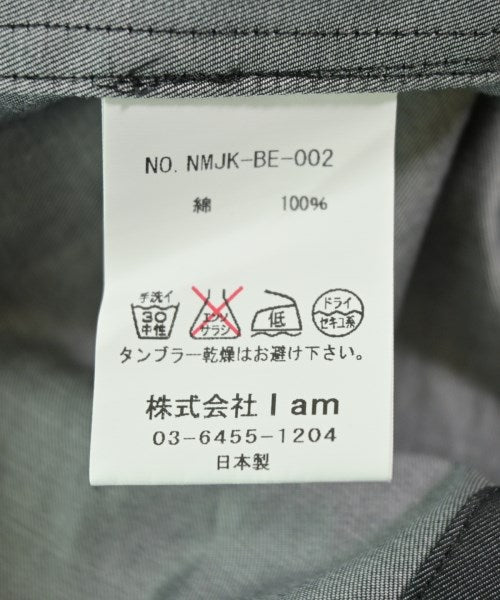 NO. NMJK-BE-002
綿 100%
手洗イ
30
中性
エンソ
サラシ
低
ドライ
セキユ系
タンブラー乾燥はお避け下さい。
株式会社 I am
03-6455-1204
日本製